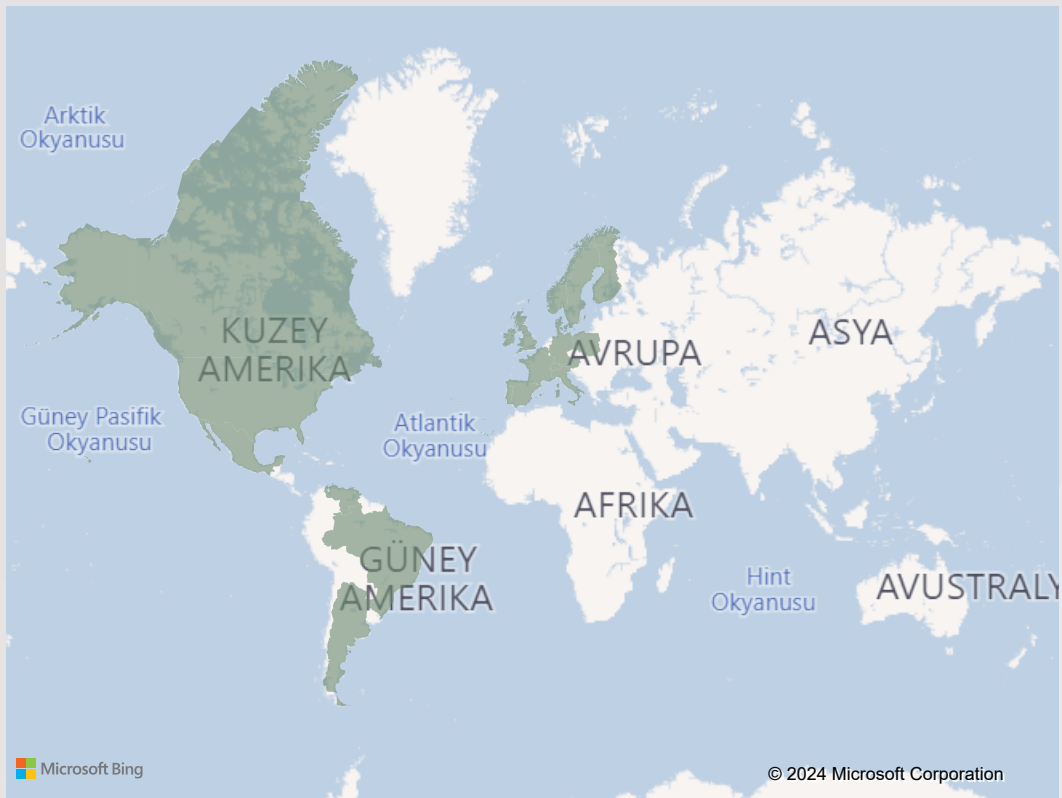 Arktik
Okyanusu
KUZEY
AMERIKA
AVRUPA
ASYA
Güney Pasifik
Okyanusu
Atlantik
Okyanusu
AFRIKA
GÜNEY
AMERIKA
Hint
Okyanusu
AVUSTRALY
Microsoft Bing
© 2024 Microsoft Corporation